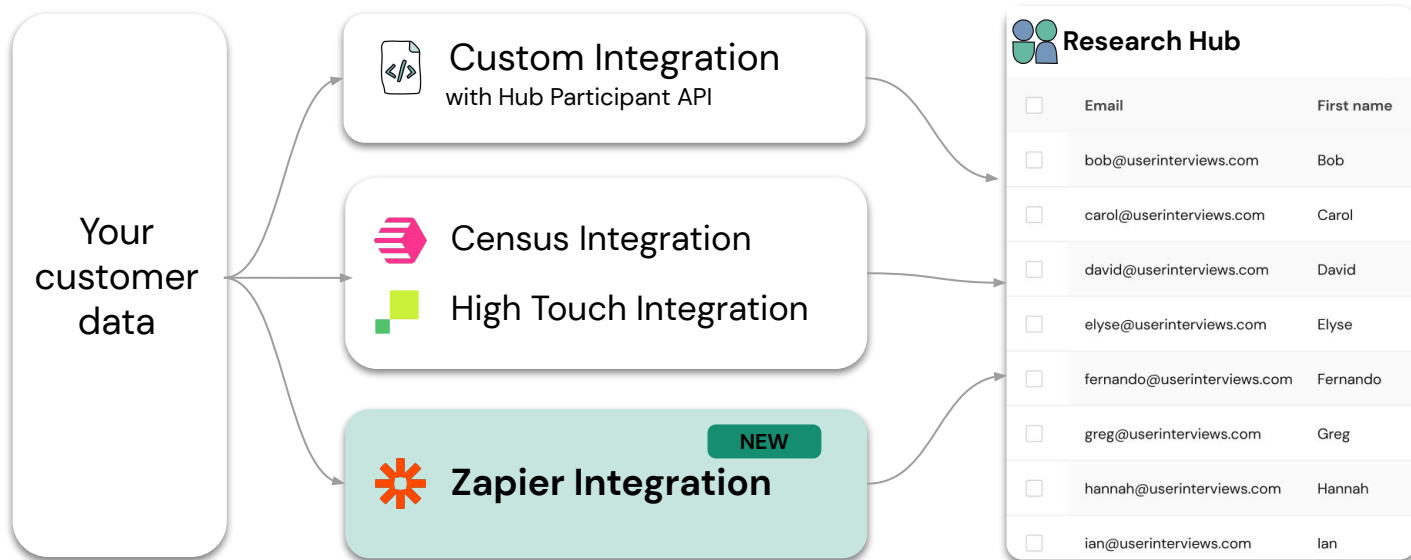 Your
customer
data
</>
Custom Integration
with Hub Participant API
Census Integration
High Touch Integration
NEW
Zapier Integration
Research Hub
Email First name
bob@userinterviews.com Bob
carol@userinterviews.com Carol
david@userinterviews.com David
elyse@userinterviews.com Elyse
fernando@userinterviews.com Fernando
greg@userinterviews.com Greg
hannah@userinterviews.com Hannah
ian@userinterviews.com Ian